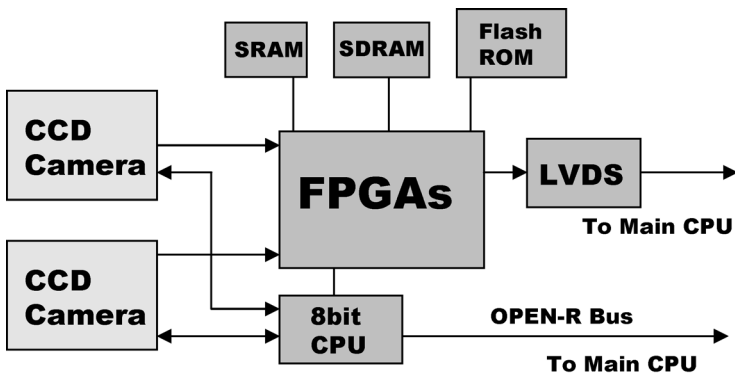 SRAM
SDRAM
Flash
ROM
CCD
Camera
FPGAs
LVDS
To Main CPU
CCD
Camera
8bit
CPU
OPEN-R Bus
To Main CPU